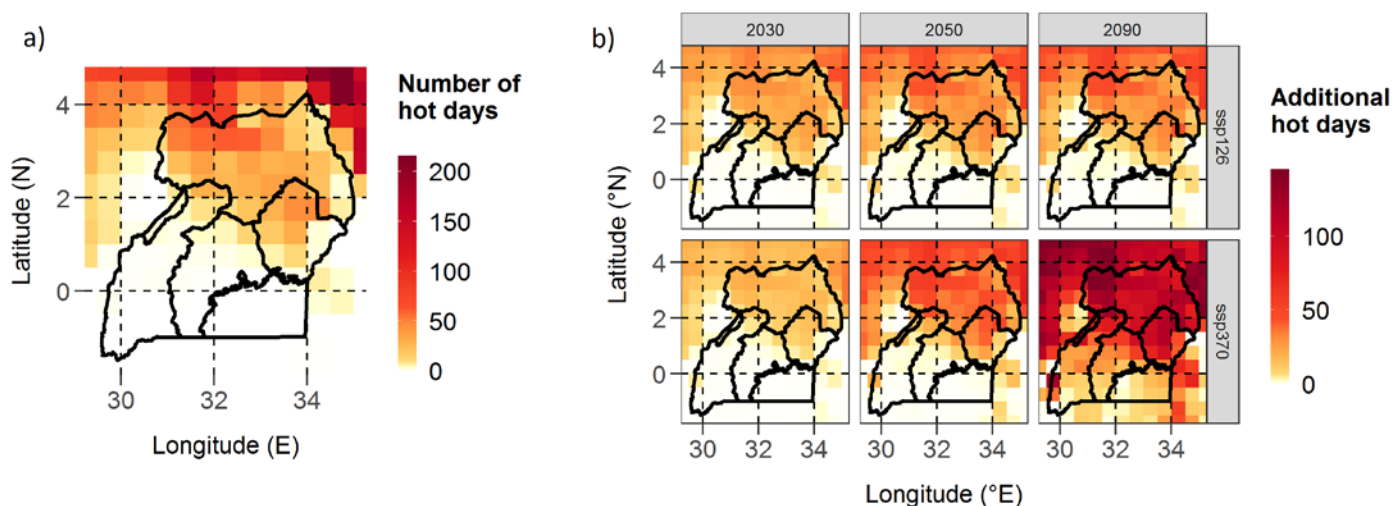 a)
Number of
hot days
200
150
100
50
0
4
2
0
30
32
34
Latitude (N)
Longitude (E)
b)
2030
2050
2090
ssp126
ssp370
4
2
0
4
2
0
30
32
34
30
32
34
30
32
34
Latitude (°N)
Longitude (°E)
Additional
hot days
100
50
0